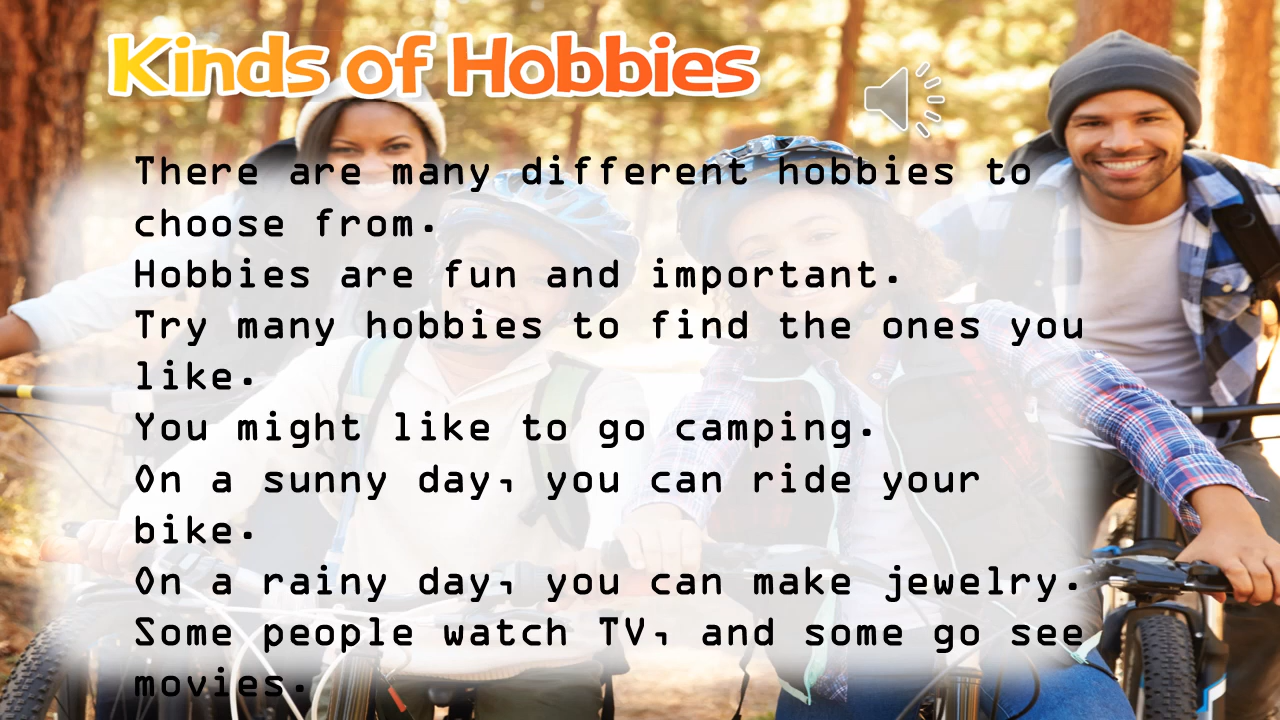 Kinds of Hobbies
There are many different hobbies to
choose from.
Hobbies are fun and important.
Try many hobbies to find the ones you
like.
You might like to go camping.
On a sunny day, you can ride your
bike.
On a rainy day, you can make jewelry.
Some people watch TV, and some go see
movies.